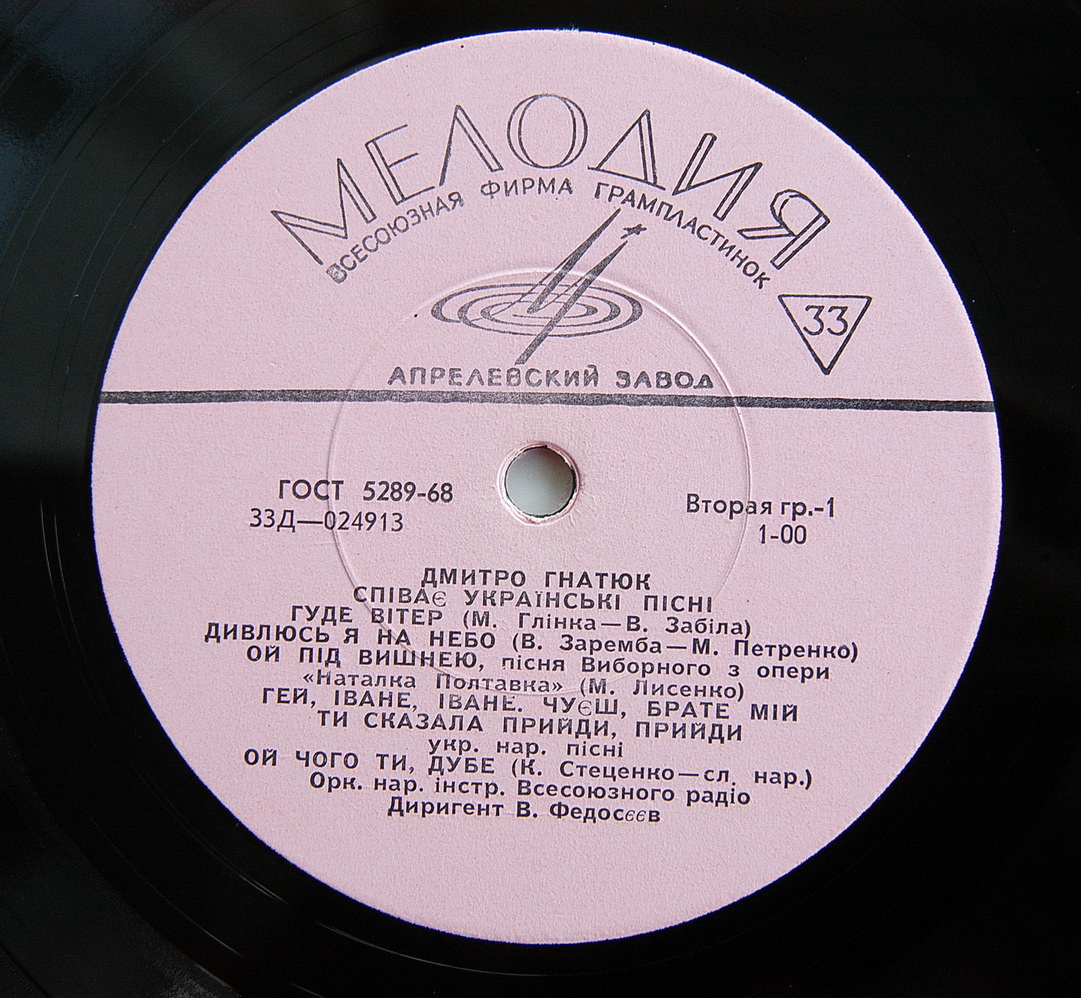 МЕЛОДИЯ
ВСЕСОЮЗНАЯ ФИРМА ГРАМПЛАСТИНОК
33
АПРЕЛЕВСКИЙ ЗАВОД
ГОСТ 5289-68
33Д—024913
Вторая гр.-1
1-00
ДМИТРО ГНАТЮК
СПІВАЄ УКРАЇНСЬКІ ПІСНІ
ГУДЕ ВІТЕР (М. Глінка—В. Забіла)
ДИВЛЮСЬ Я НА НЕБО (В. Заремба—М. Петренко)
ОЙ ПІД ВИШНЕЮ, пісня Виборного з опери
«Наталка Полтавка» (М. Лисенко)
ГЕЙ, ІВАНЕ, ІВАНЕ. ЧУЄШ, БРАТЕ МІЙ
ТИ СКАЗАЛА ПРИЙДИ, ПРИЙДИ
укр. нар. пісні
ОЙ ЧОГО ТИ, ДУБЕ (К. Стеценко—сл. нар.)
Орк. нар. інстр. Всесоюзного радіо
Диригент В. Федосєєв